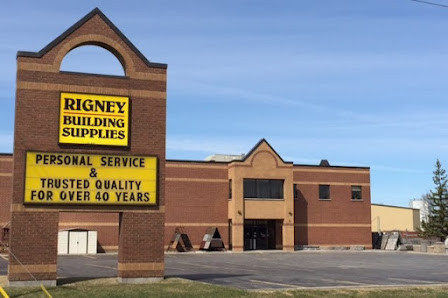 RIGNEY
BUILDING
SUPPLIES
PERSONAL SERVICE
&
TRUSTED QUALITY
FOR OVER 40 YEARS